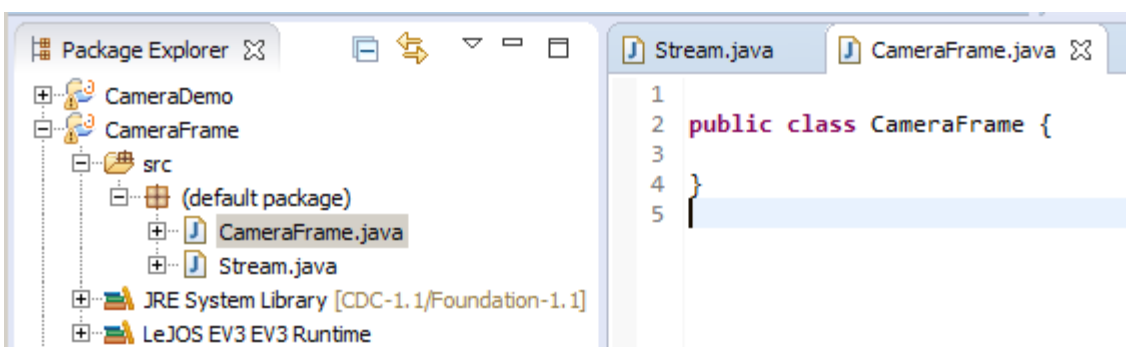 Package Explorer
CameraDemo
CameraFrame
src
(default package)
CameraFrame.java
Stream.java
JRE System Library [CDC-1.1/Foundation-1.1]
LeJOS EV3 EV3 Runtime
Stream.java
CameraFrame.java
1
2 public class CameraFrame {
3
4 }
5